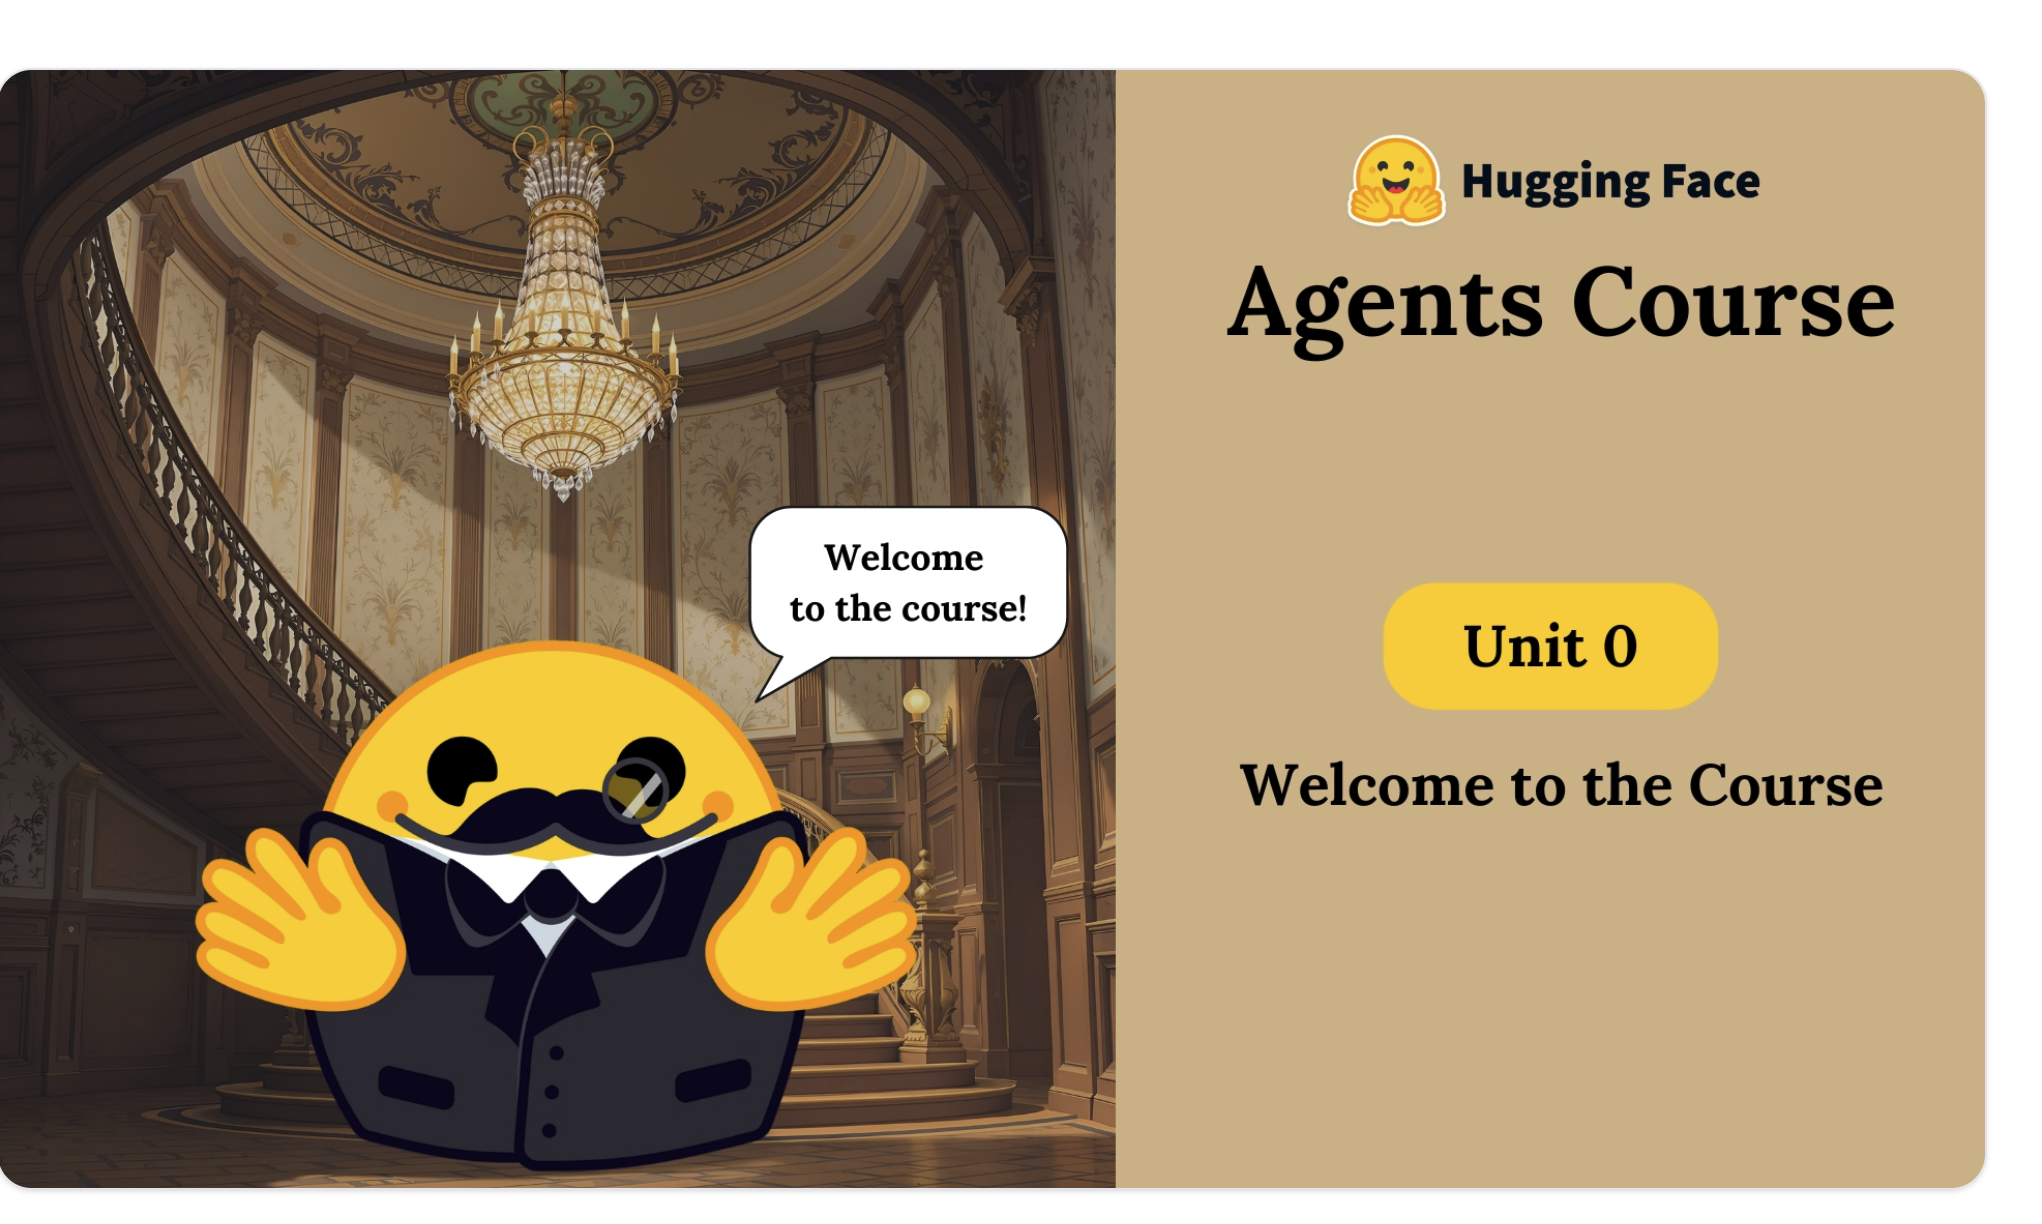 Welcome
to the course!
Hugging Face
Agents Course
Unit 0
Welcome to the Course